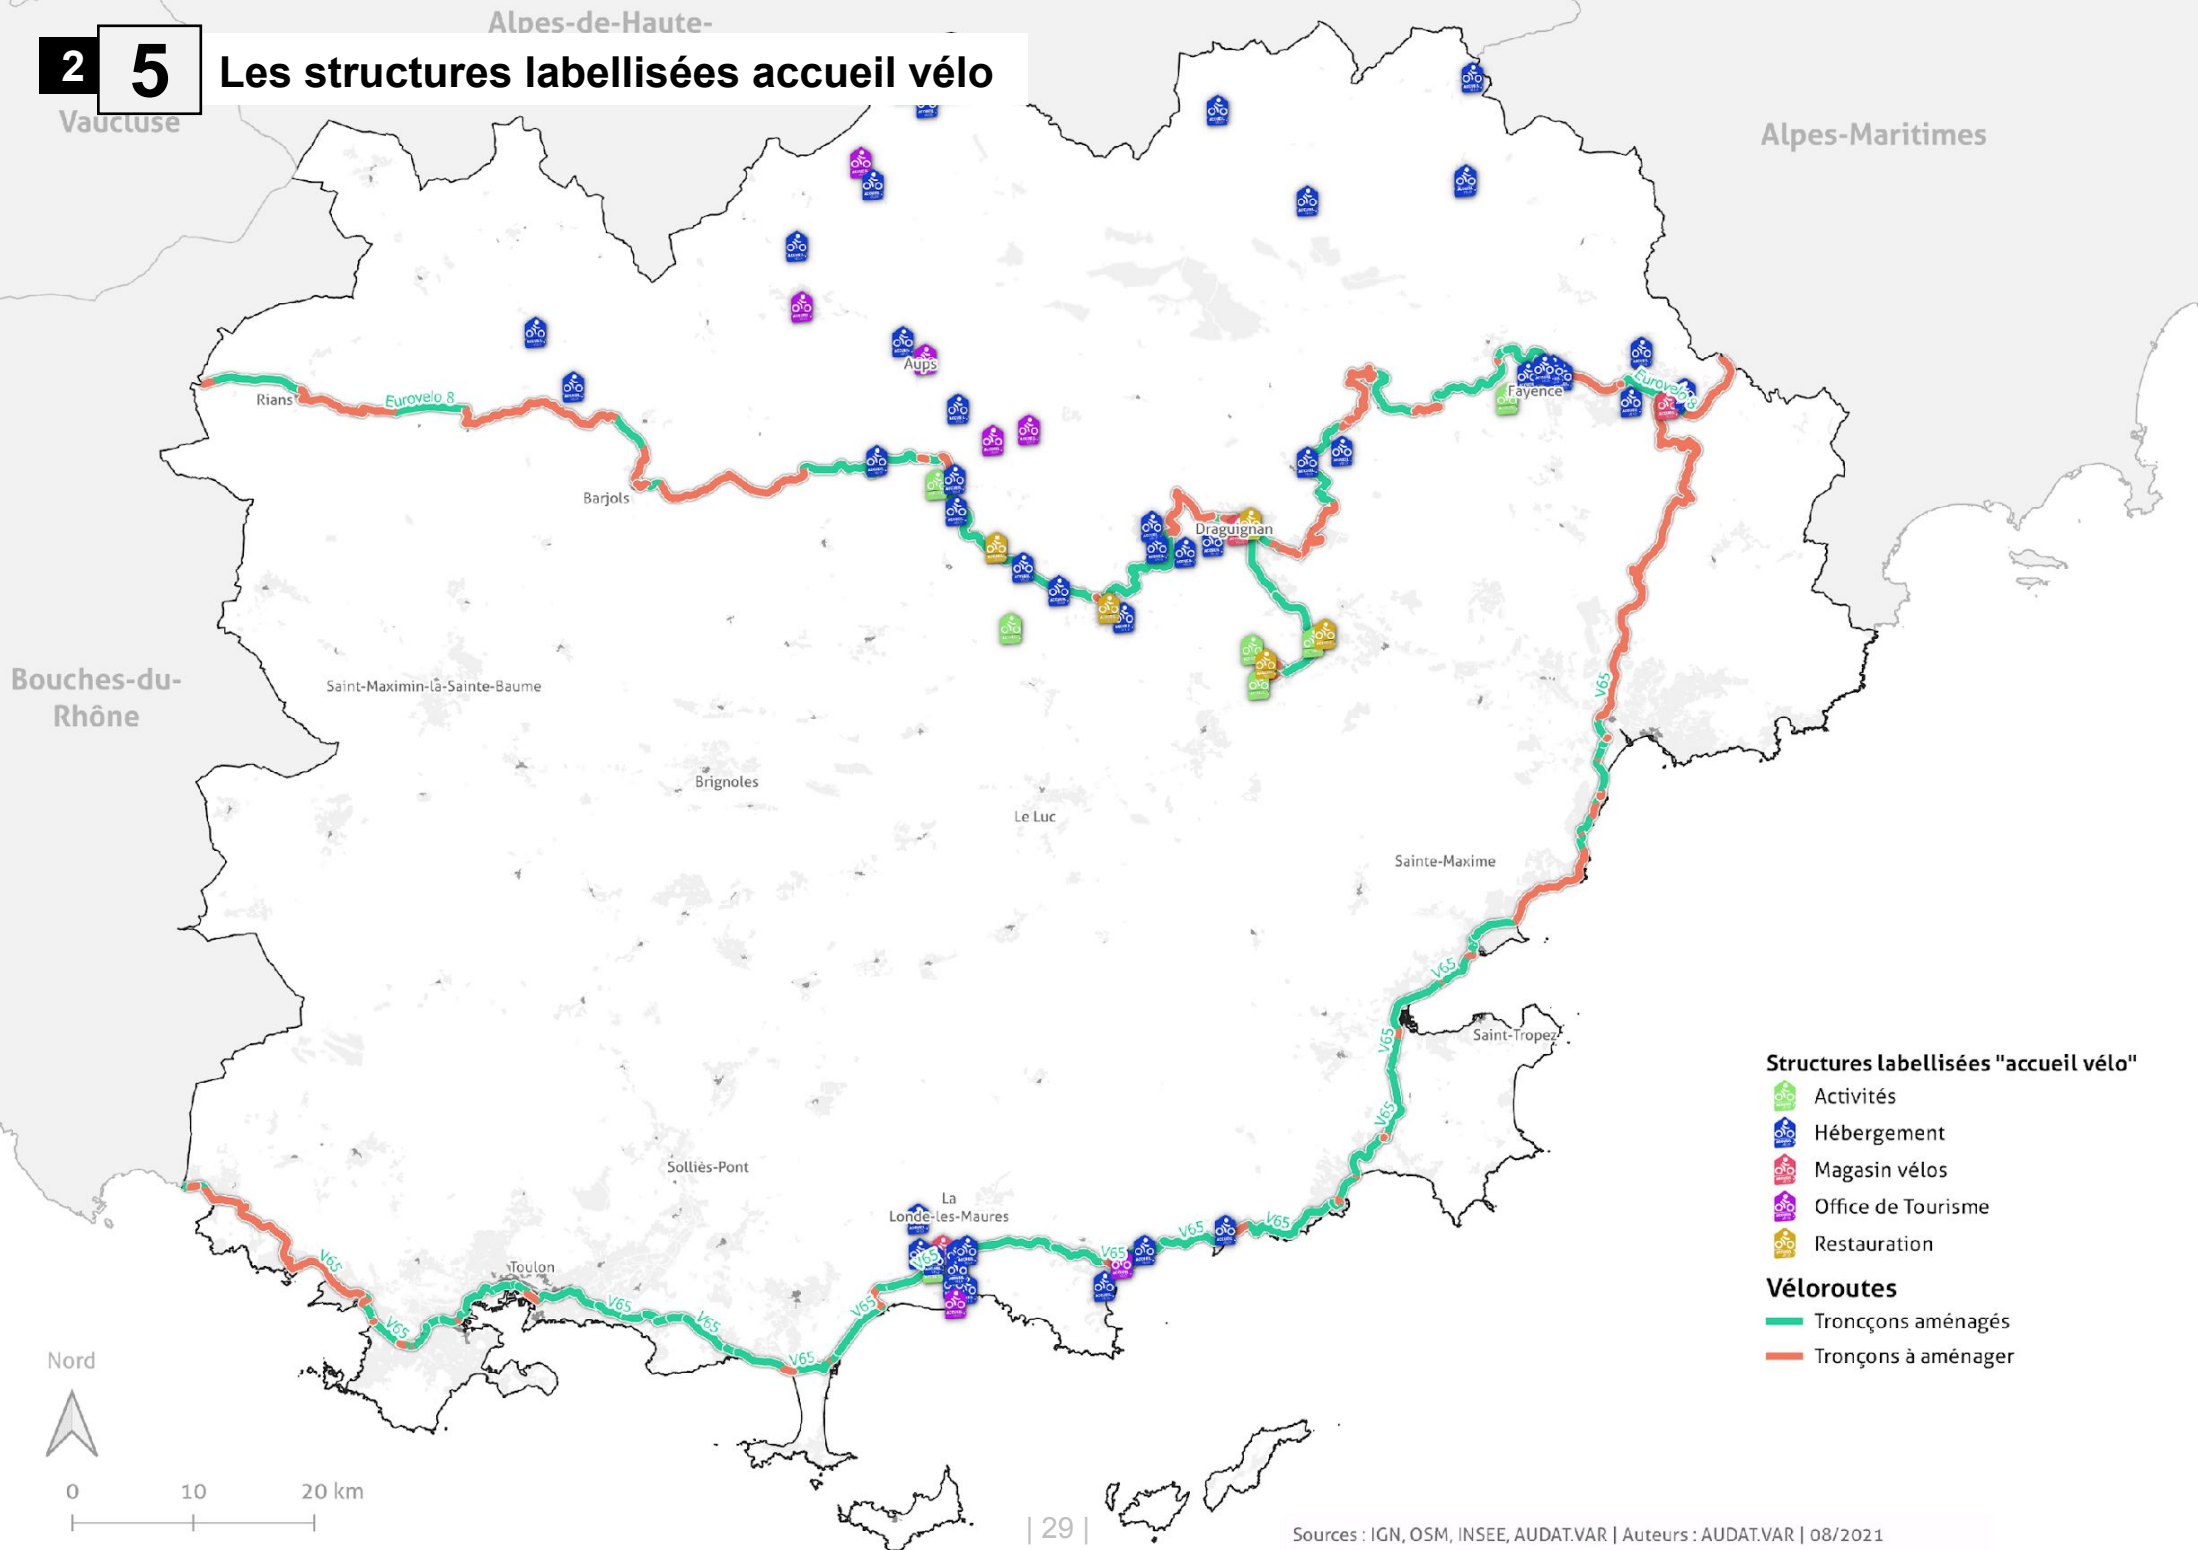 Alpes-de-Haute-
2 5 Les structures labellisées accueil vélo
Vaucluse
Alpes-Maritimes
Aups
Rians
Eurovelo 8
Fayence
Eurovelo 8
Barjols
Draguignan
Bouches-du-
Rhône
Saint-Maximin-la-Sainte-Baume
V65
Brignoles
Le Luc
Sainte-Maxime
V65
Saint-Tropez
V65
V65
Structures labellisées "accueil vélo"
Activités
Hébergement
Magasin vélos
Office de Tourisme
Restauration
Véloroutes
Troncçons aménagés
Tronçons à aménager
Solliès-Pont
La
Londe-les-Maures
V65
V65
V65
V65
V65
Toulon
V65
V65
V65
V65
V65
V65
Nord
0 10 20 km
| 29 |
Sources : IGN, OSM, INSEE, AUDAT.VAR | Auteurs : AUDAT.VAR | 08/2021